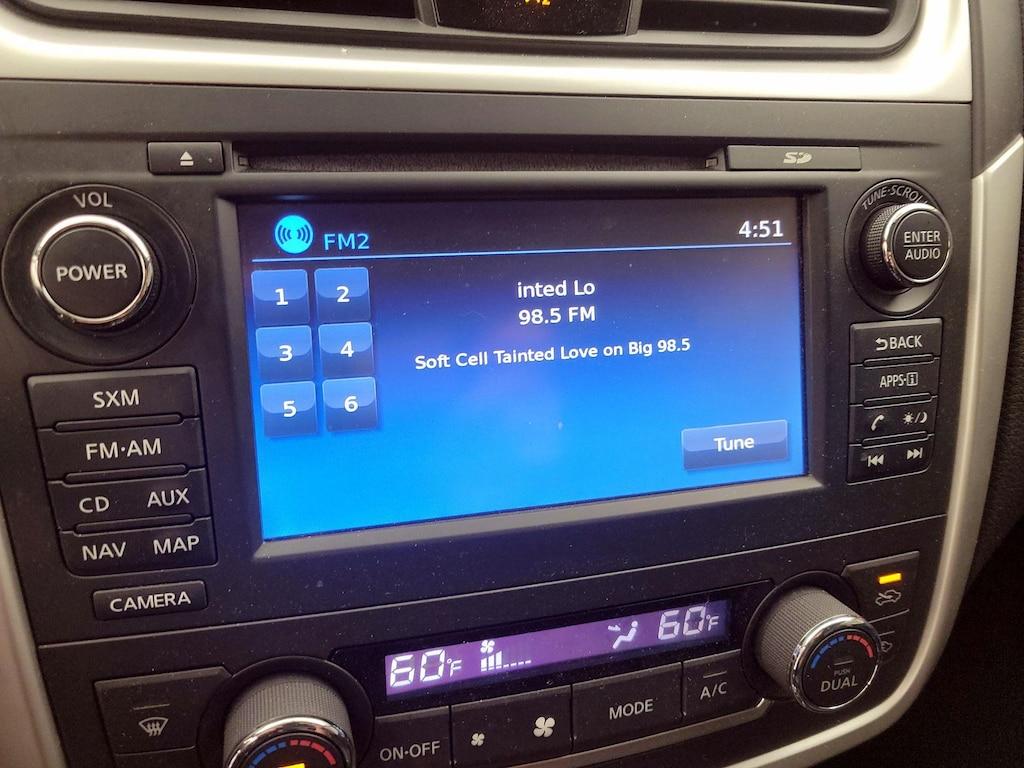 SD
VOL
POWER
FM2
4:51
TUNE·SCROLL
ENTER
AUDIO
1 2
inted Lo
98.5 FM
3 4
Soft Cell Tainted Love on Big 98.5
5 6
Tune
BACK
APPS·i
SXM
FM·AM
CD AUX
NAV MAP
CAMERA
60°F
60°F
PUSH
DUAL
ON·OFF
MODE
A/C